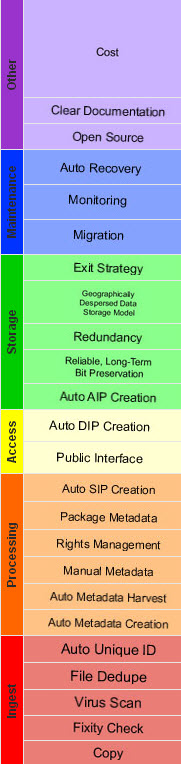 Other
Cost
Clear Documentation
Open Source
Maintenance
Auto Recovery
Monitoring
Migration
Storage
Exit Strategy
Geographically
Despersed Data
Storage Model
Redundancy
Reliable, Long-Term
Bit Preservation
Auto AIP Creation
Access
Auto DIP Creation
Public Interface
Processing
Auto SIP Creation
Package Metadata
Rights Management
Manual Metadata
Auto Metadata Harvest
Auto Metadata Creation
Ingest
Auto Unique ID
File Dedupe
Virus Scan
Fixity Check
Copy